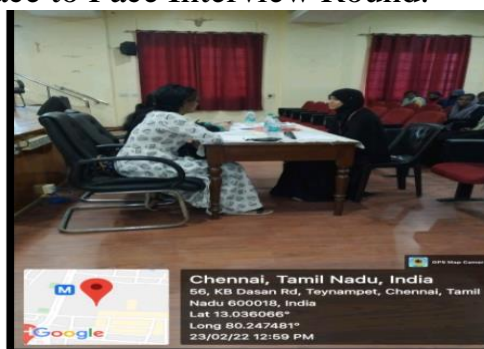 ace to Face Interview Round:
GPS Map Camera
Chennai, Tamil Nadu, India
56, KB Dasan Rd, Teynampet, Chennai, Tamil
Nadu 600018, India
Lat 13.036066°
Long 80.247481°
23/02/22 12:59 PM
M
Google